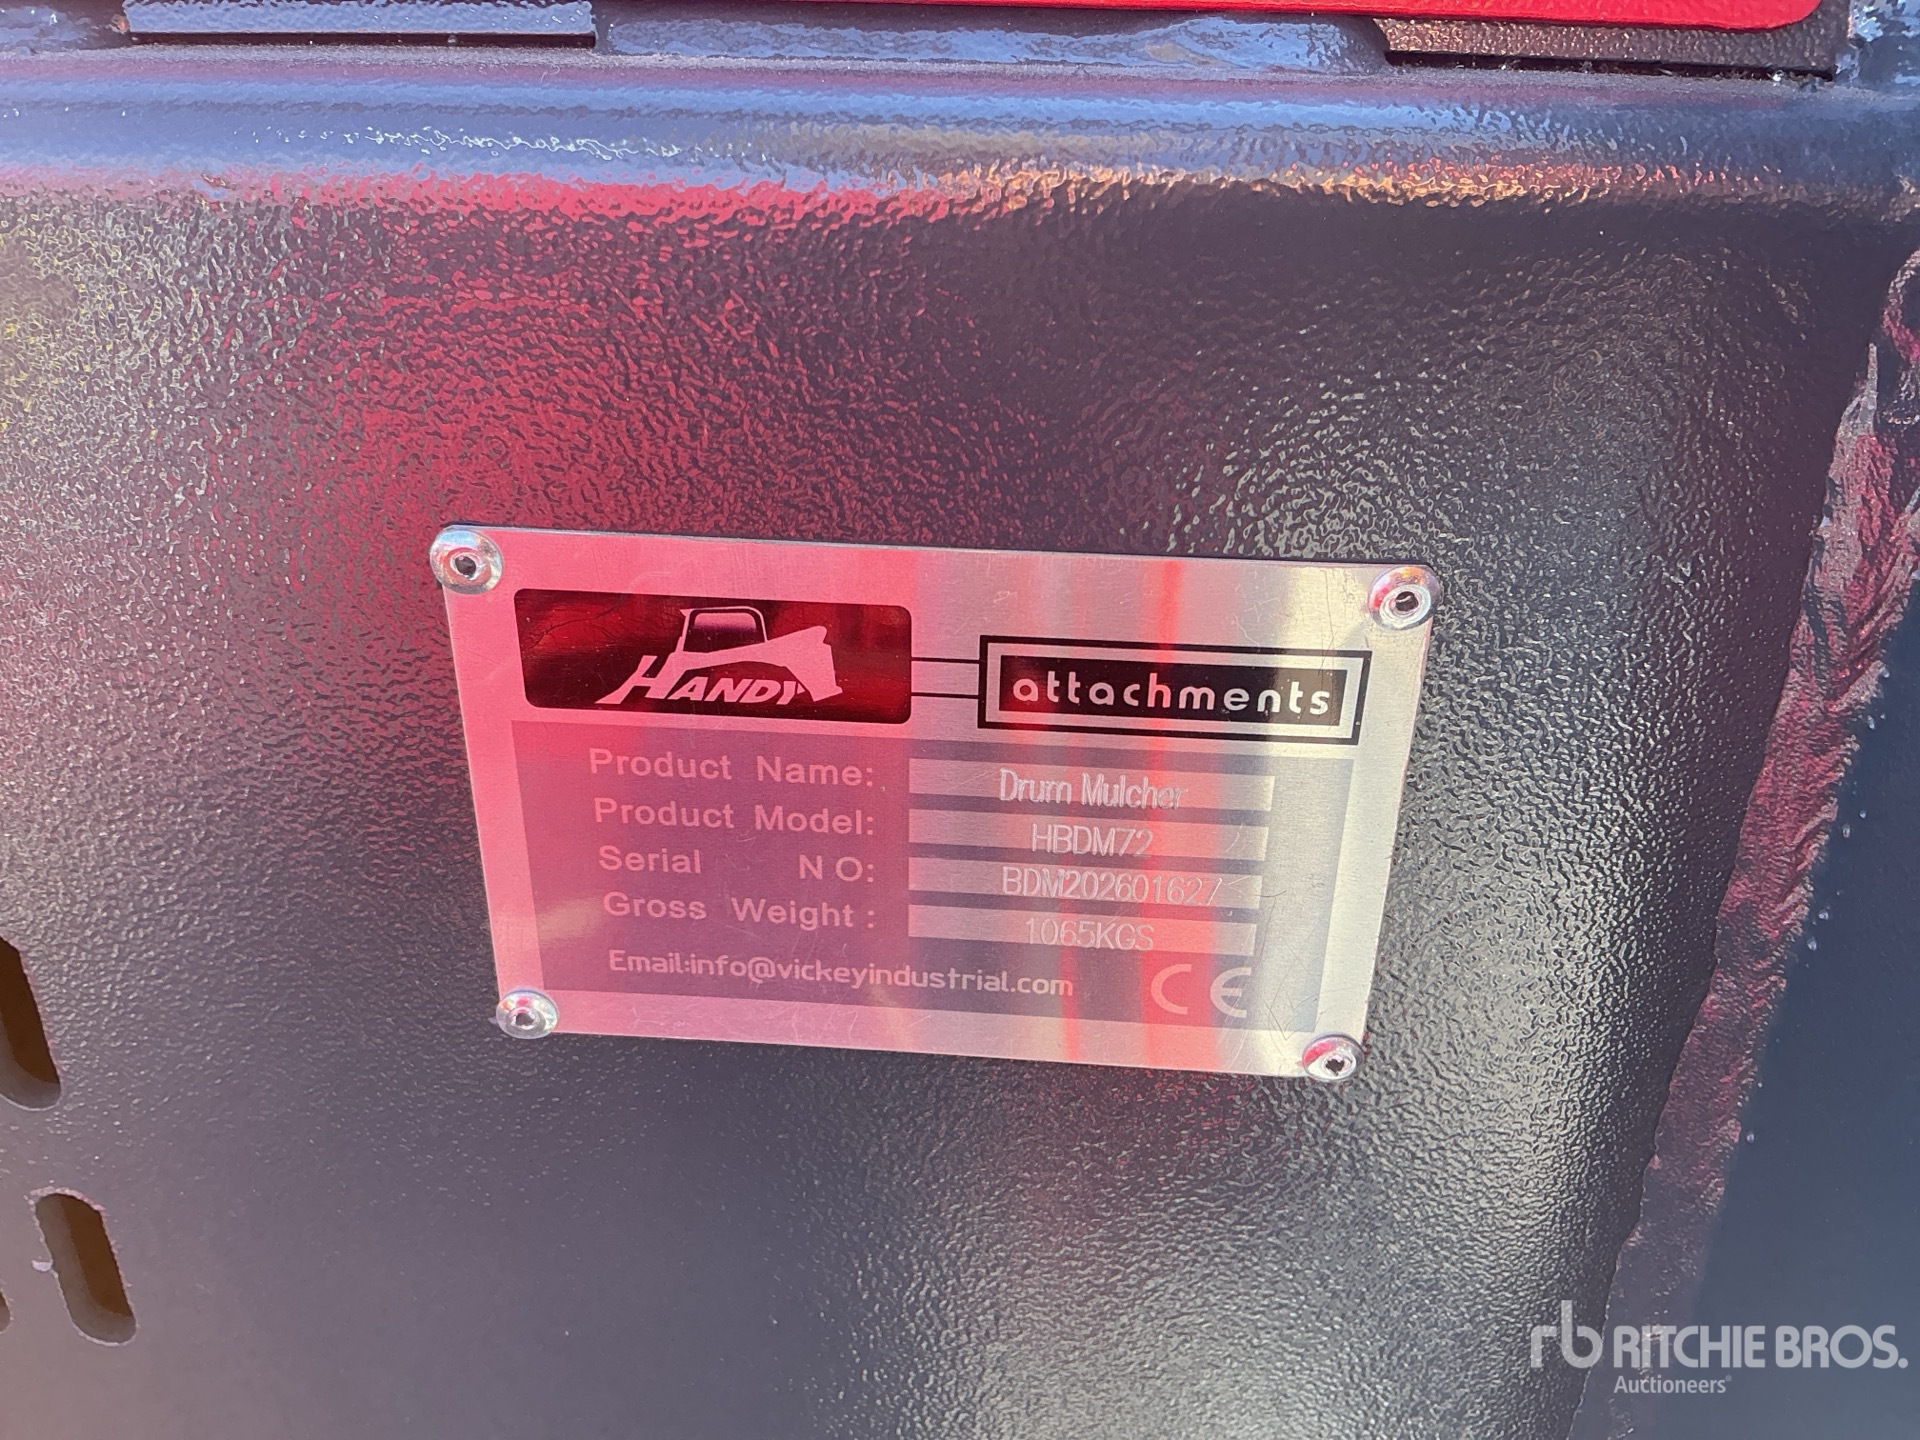 HANDY attachments
Product Name: Drum Mulcher
Product Model: HBDM72
Serial NO: BDM202601627
Gross Weight: 1065KGS
Email:info@vickeyindustrial.com CE
rb RITCHIE BROS.
Auctioneers